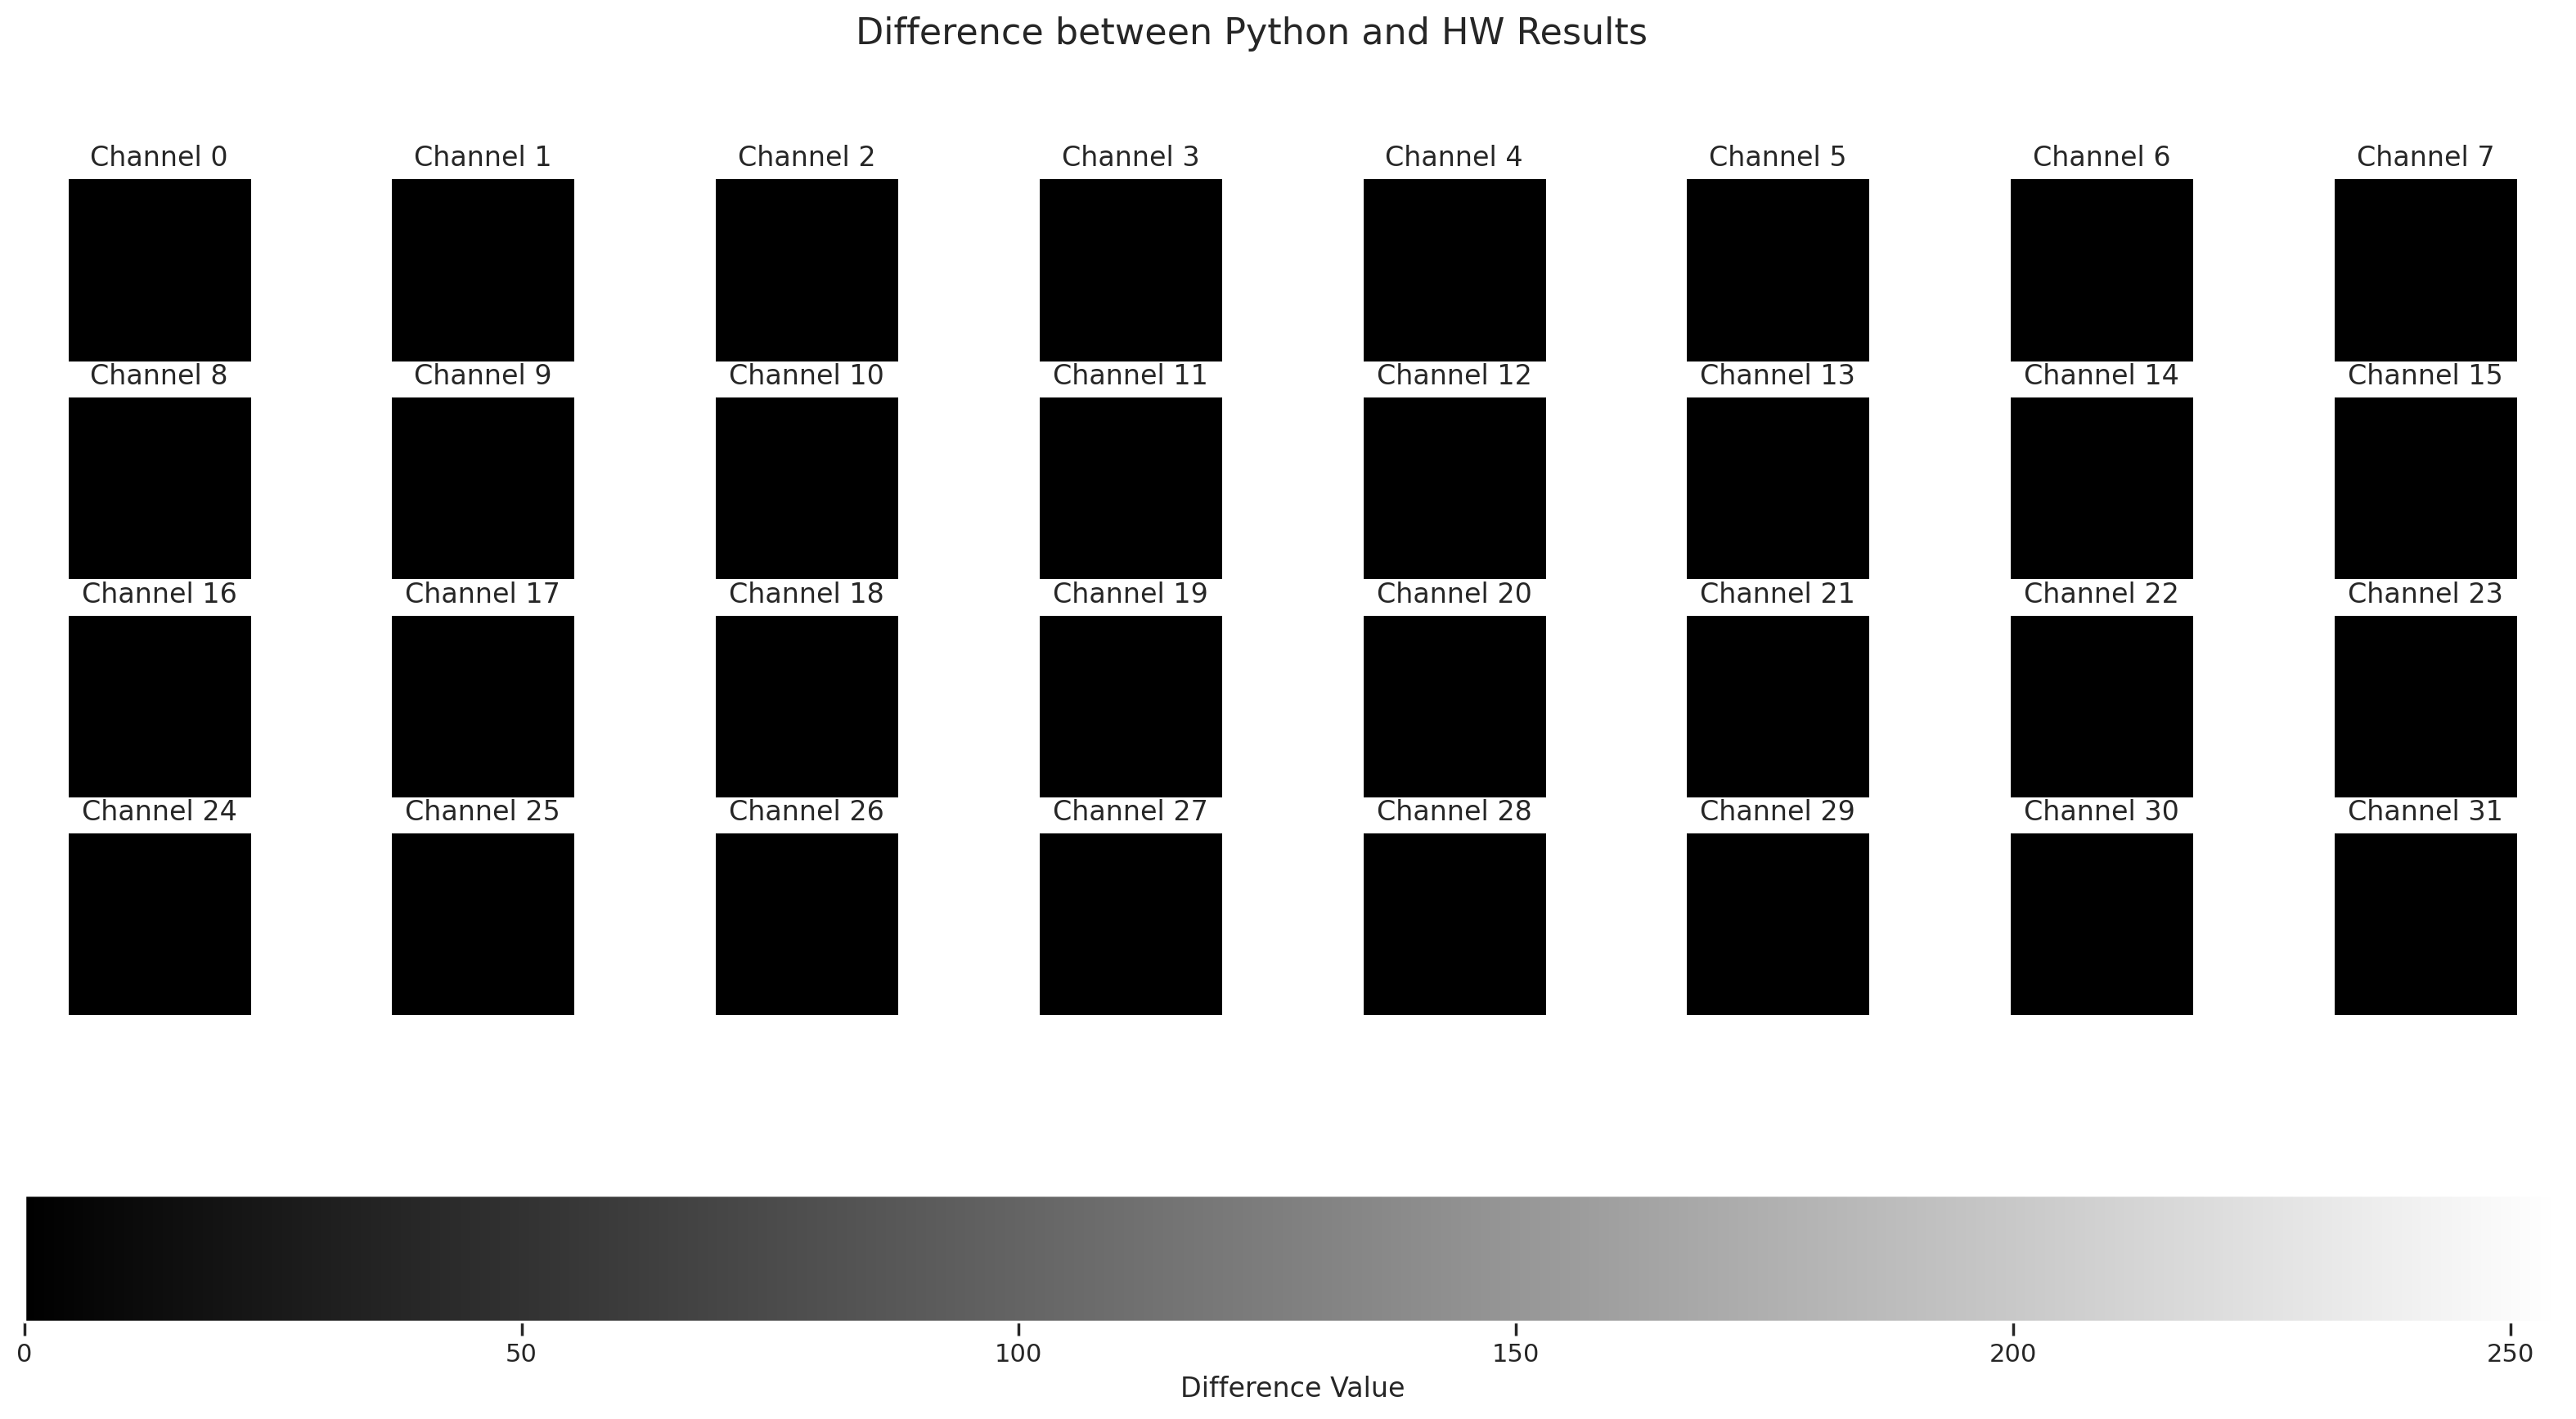 Difference between Python and HW Results
Channel 0 Channel 1 Channel 2 Channel 3 Channel 4 Channel 5 Channel 6 Channel 7
Channel 8 Channel 9 Channel 10 Channel 11 Channel 12 Channel 13 Channel 14 Channel 15
Channel 16 Channel 17 Channel 18 Channel 19 Channel 20 Channel 21 Channel 22 Channel 23
Channel 24 Channel 25 Channel 26 Channel 27 Channel 28 Channel 29 Channel 30 Channel 31
0 50 100 150 200 250
Difference Value